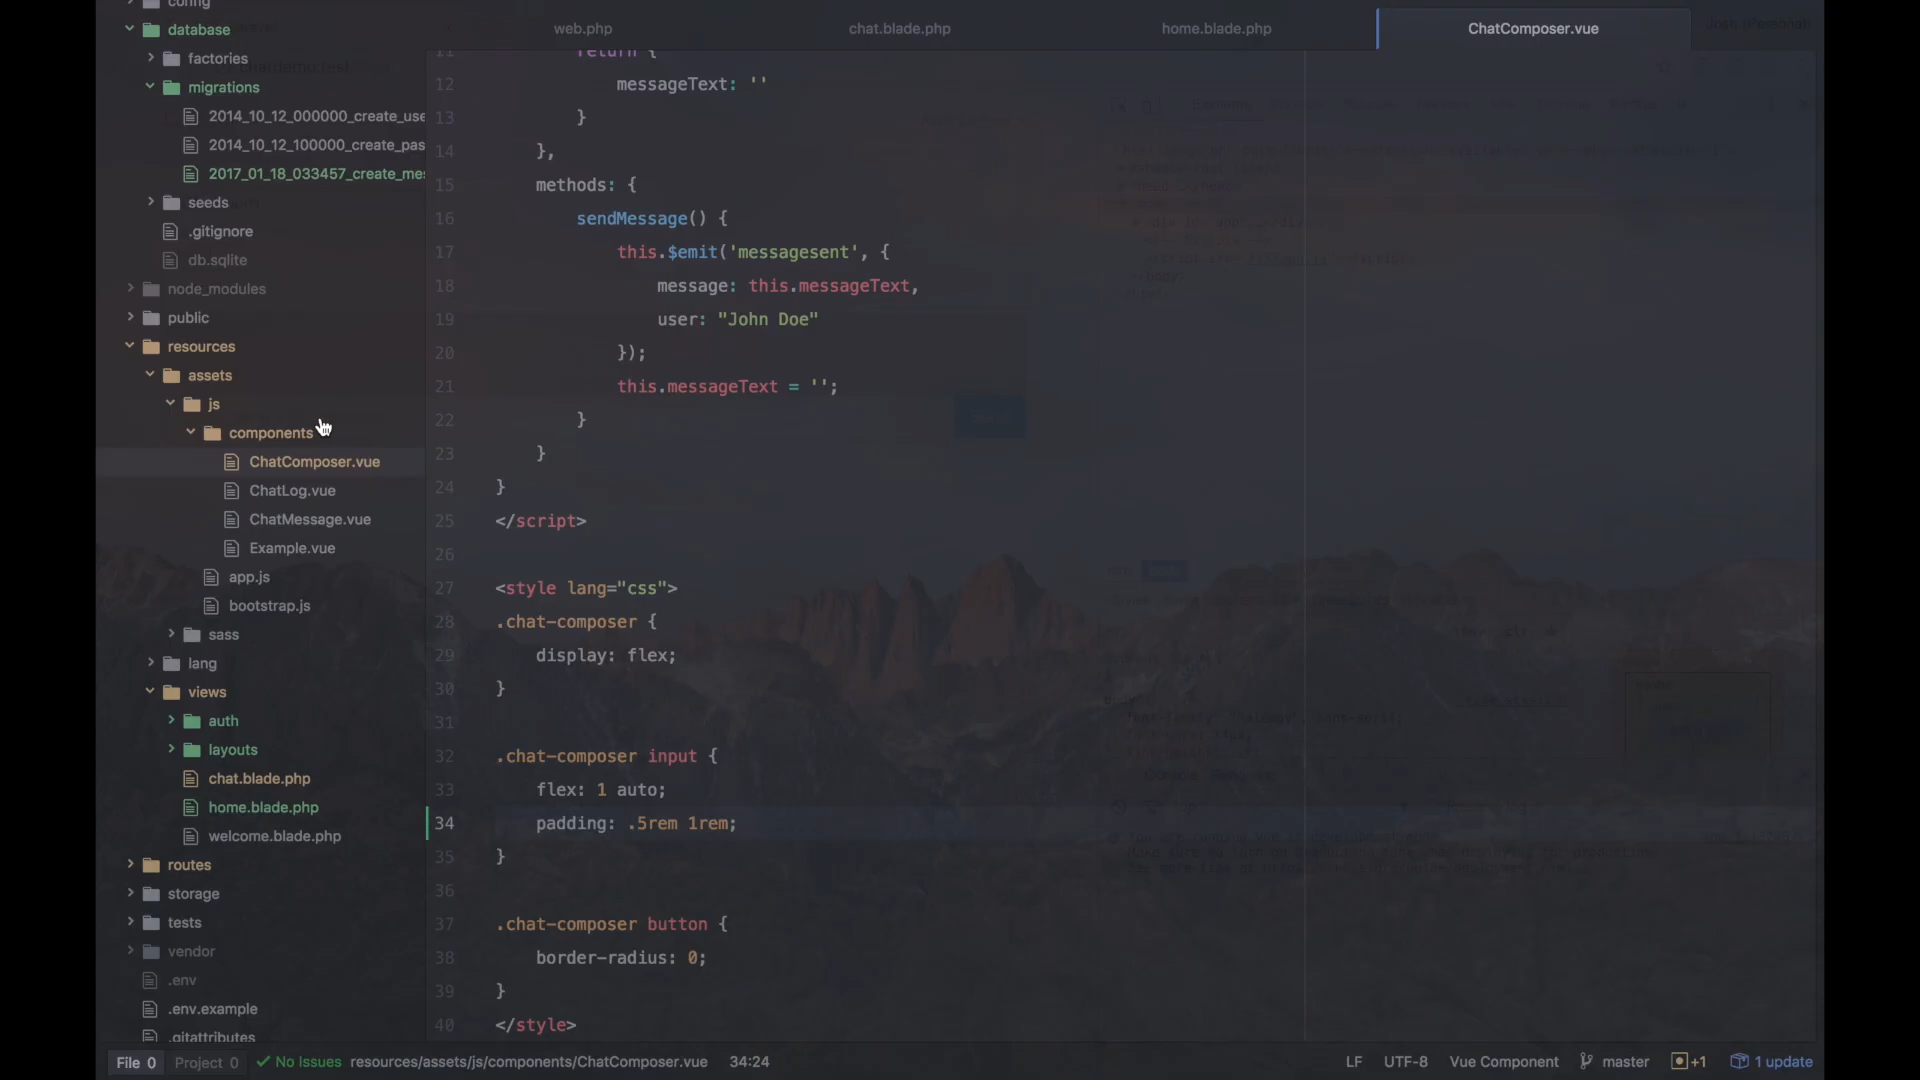 config
database
factories
migrations
2014_10_12_000000_create_use
2014_10_12_100000_create_pas
2017_01_18_033457_create_mes
seeds
.gitignore
db.sqlite
node_modules
public
resources
assets
js
components
ChatComposer.vue
ChatLog.vue
ChatMessage.vue
Example.vue
app.js
bootstrap.js
sass
lang
views
auth
layouts
chat.blade.php
home.blade.php
welcome.blade.php
routes
storage
tests
vendor
.env
.env.example
.gitattributes
web.php
chat.blade.php
home.blade.php
ChatComposer.vue
11 return {
12 messageText: ''
13 }
14 },
15 methods: {
16 sendMessage() {
17 this.$emit('messagesent', {
18 message: this.messageText,
19 user: "John Doe"
20 });
21 this.messageText = '';
22 }
23 }
24 }
25 </script>
26
27 <style lang="css">
28 .chat-composer {
29 display: flex;
30 }
31
32 .chat-composer input {
33 flex: 1 auto;
34 padding: .5rem 1rem;
35 }
36
37 .chat-composer button {
38 border-radius: 0;
39 }
40 </style>
File 0 Project 0 No Issues resources/assets/js/components/ChatComposer.vue 34:24
LF UTF-8 Vue Component master +1 1 update